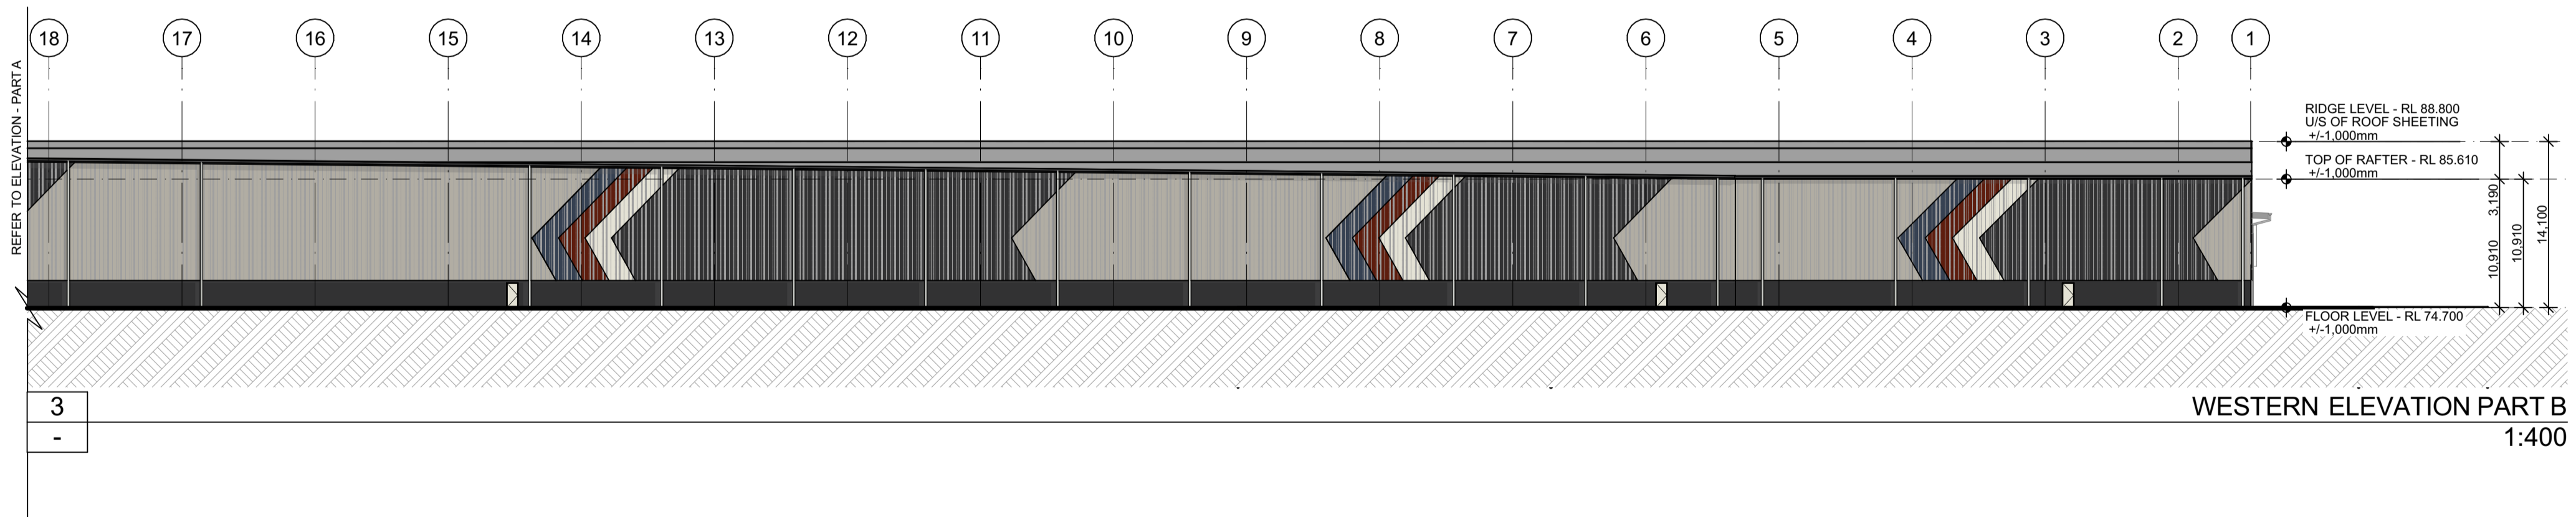 18 17 16 15 14 13 12 11 10 9 8 7 6 5 4 3 2 1
REFER TO ELEVATION - PART A
RIDGE LEVEL - RL 88.800
U/S OF ROOF SHEETING
+/-1,000mm
TOP OF RAFTER - RL 85.610
+/-1,000mm
3,190
10,910
10,910
14,100
FLOOR LEVEL - RL 74.700
+/-1,000mm
3
-
WESTERN ELEVATION PART B
1:400